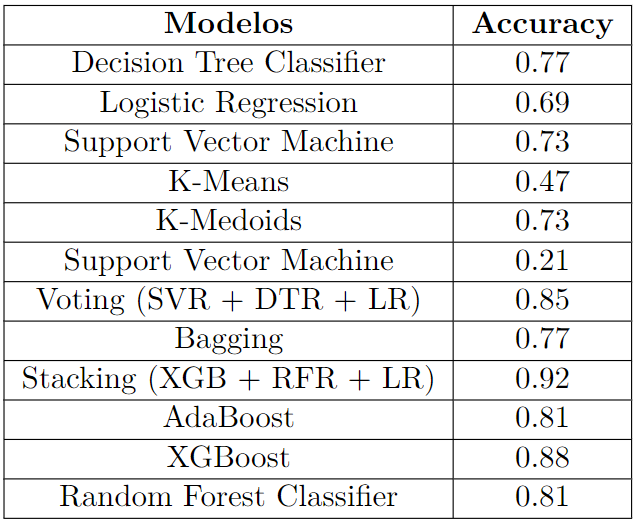 Modelos Accuracy
Decision Tree Classifier 0.77
Logistic Regression 0.69
Support Vector Machine 0.73
K-Means 0.47
K-Medoids 0.73
Support Vector Machine 0.21
Voting (SVR + DTR + LR) 0.85
Bagging 0.77
Stacking (XGB + RFR + LR) 0.92
AdaBoost 0.81
XGBoost 0.88
Random Forest Classifier 0.81